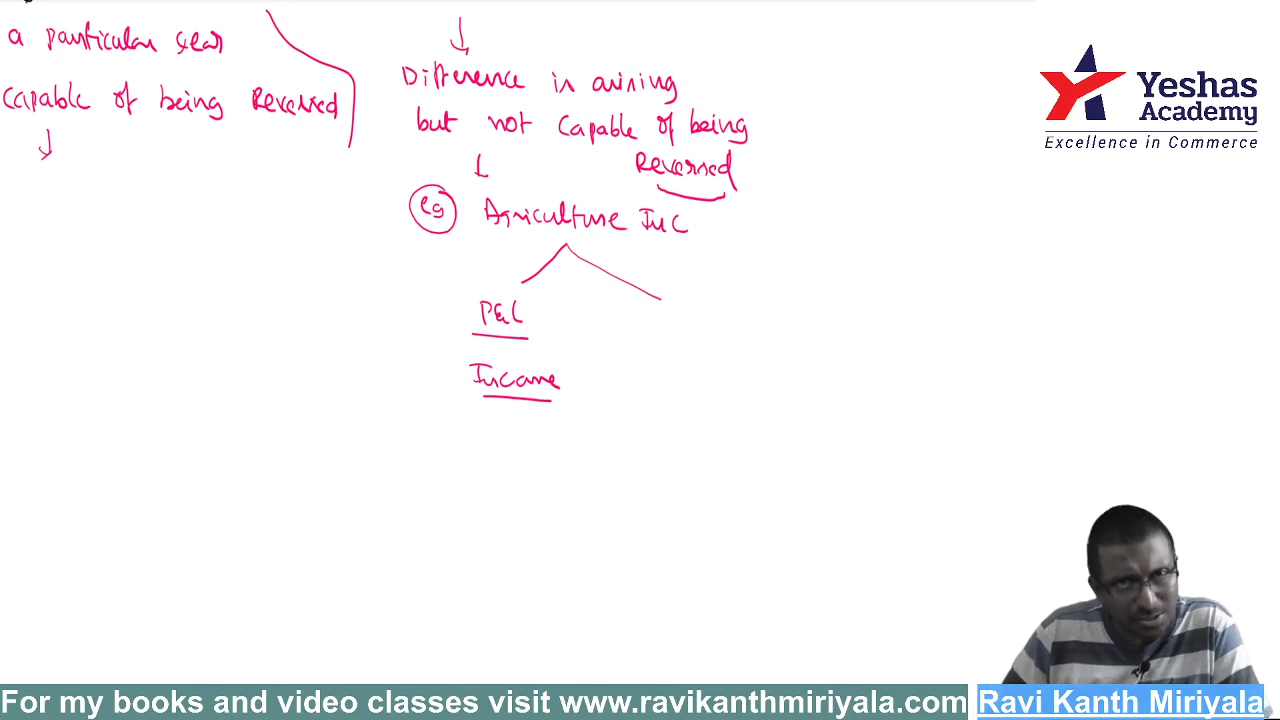 a particular year
Capable of being Reversed
Difference in arising
but not Capable of being
Reversed
eg Agriculture Inc
P&L
Income
Yeshas
Academy
Excellence in Commerce
For my books and video classes visit www.ravikanthmiriyala.com Ravi Kanth Miriyala